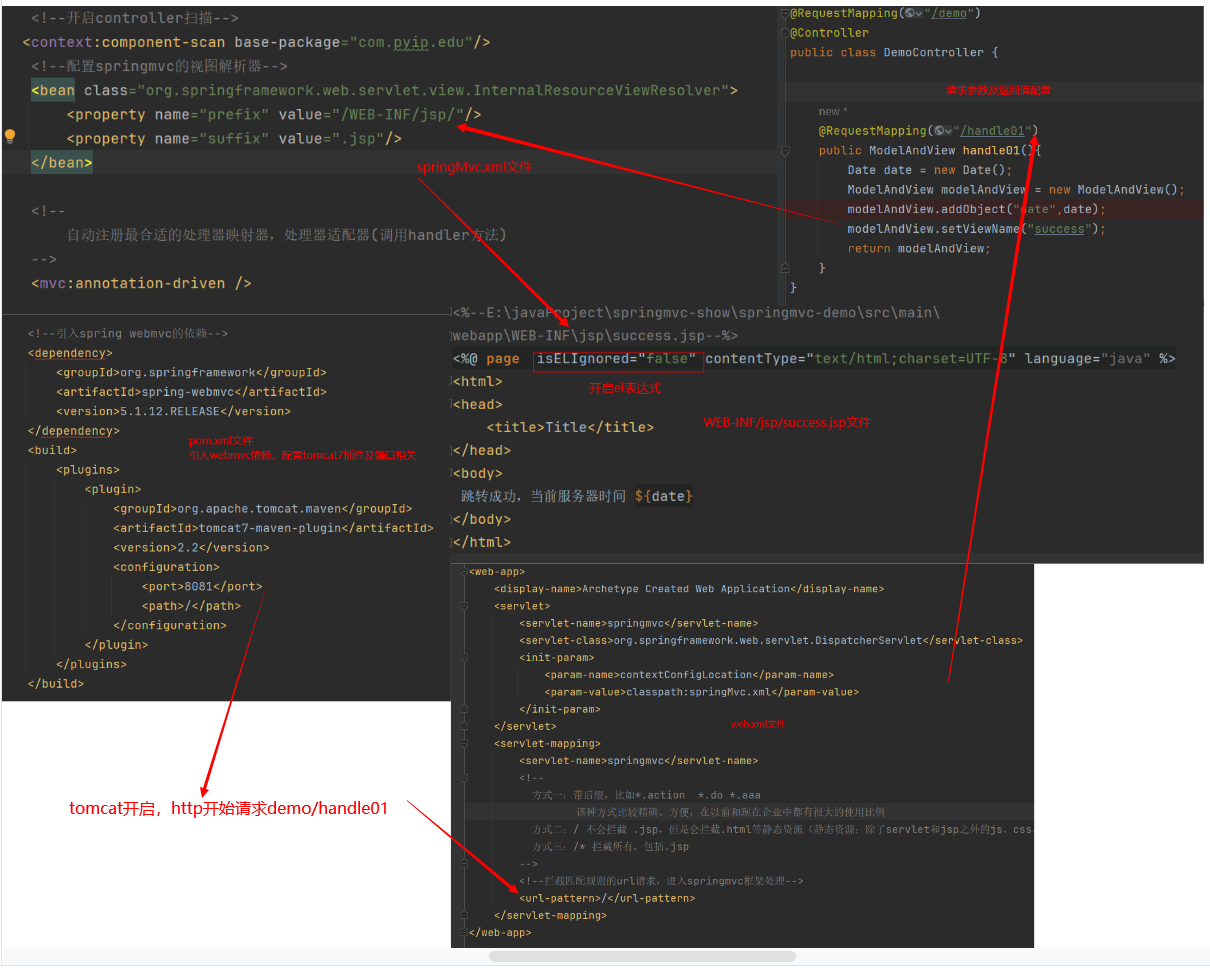 <!--开启controller扫描-->
<context:component-scan base-package="com.pyip.edu"/>
<!--配置springmvc的视图解析器-->
<bean class="org.springframework.web.servlet.view.InternalResourceViewResolver">
<property name="prefix" value="/WEB-INF/jsp/"/>
<property name="suffix" value=".jsp"/>
</bean>
springMvc.xml文件
<!--
自动注册最合适的处理器映射器，处理器适配器(调用handler方法)
-->
<mvc:annotation-driven />
@RequestMapping("/demo")
@Controller
public class DemoController {
请求参数及返回值配置
new *
@RequestMapping("/handle01")
public ModelAndView handle01(){
Date date = new Date();
ModelAndView modelAndView = new ModelAndView();
modelAndView.addObject("date",date);
modelAndView.setViewName("success");
return modelAndView;
}
}
<!--引入spring webmvc的依赖-->
<dependency>
<groupId>org.springframework</groupId>
<artifactId>spring-webmvc</artifactId>
<version>5.1.12.RELEASE</version>
</dependency>
pom.xml文件
引入webmvc依赖，配置tomcat7插件及端口相关
<build>
<plugins>
<plugin>
<groupId>org.apache.tomcat.maven</groupId>
<artifactId>tomcat7-maven-plugin</artifactId>
<version>2.2</version>
<configuration>
<port>8081</port>
<path>/</path>
</configuration>
</plugin>
</plugins>
</build>
<%--E:\javaProject\springmvc-show\springmvc-demo\src\main\
webapp\WEB-INF\jsp\success.jsp--%>
<%@ page isELIgnored="false" contentType="text/html;charset=UTF-8" language="java" %>
开启el表达式
<html>
<head>
<title>Title</title>
WEB-INF/jsp/success.jsp文件
</head>
<body>
跳转成功，当前服务器时间 ${date}
</body>
</html>
<web-app>
<display-name>Archetype Created Web Application</display-name>
<servlet>
<servlet-name>springmvc</servlet-name>
<servlet-class>org.springframework.web.servlet.DispatcherServlet</servlet-class>
<init-param>
<param-name>contextConfigLocation</param-name>
<param-value>classpath:springMvc.xml</param-value>
</init-param>
</servlet>
web.xml文件
<servlet-mapping>
<servlet-name>springmvc</servlet-name>
<!--
方式一：带后缀，比如*.action *.do *.aaa
该种方式比较精确、方便，在以前和现在企业中都有很大的使用比例
方式二：/ 不会拦截 .jsp，但是会拦截.html等静态资源（静态资源：除了servlet和jsp之外的js、css
方式三：/* 拦截所有，包括.jsp
-->
<!--拦截匹配规则的url请求，进入springmvc框架处理-->
<url-pattern>/</url-pattern>
</servlet-mapping>
</web-app>
tomcat开启，http开始请求demo/handle01